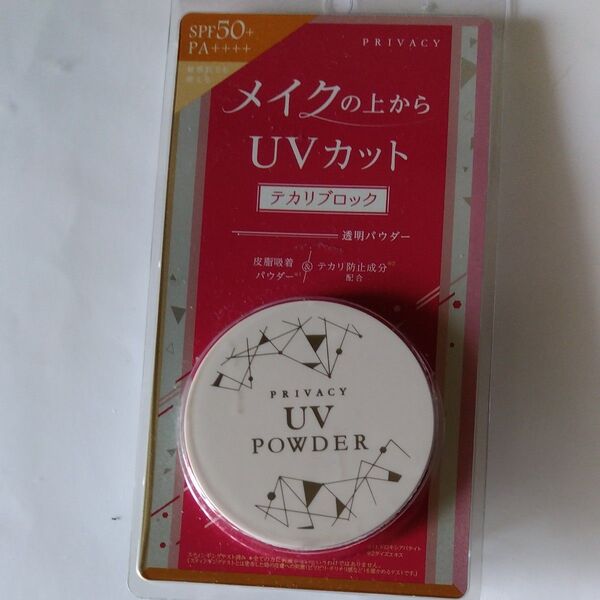 SPF50+
PA++++
PRIVACY
メイクの上から
UVカット
テカリブロック
透明パウダー
皮脂吸着
パウダー※1
&
テカリ防止成分※2
配合
PRIVACY
UV
POWDER